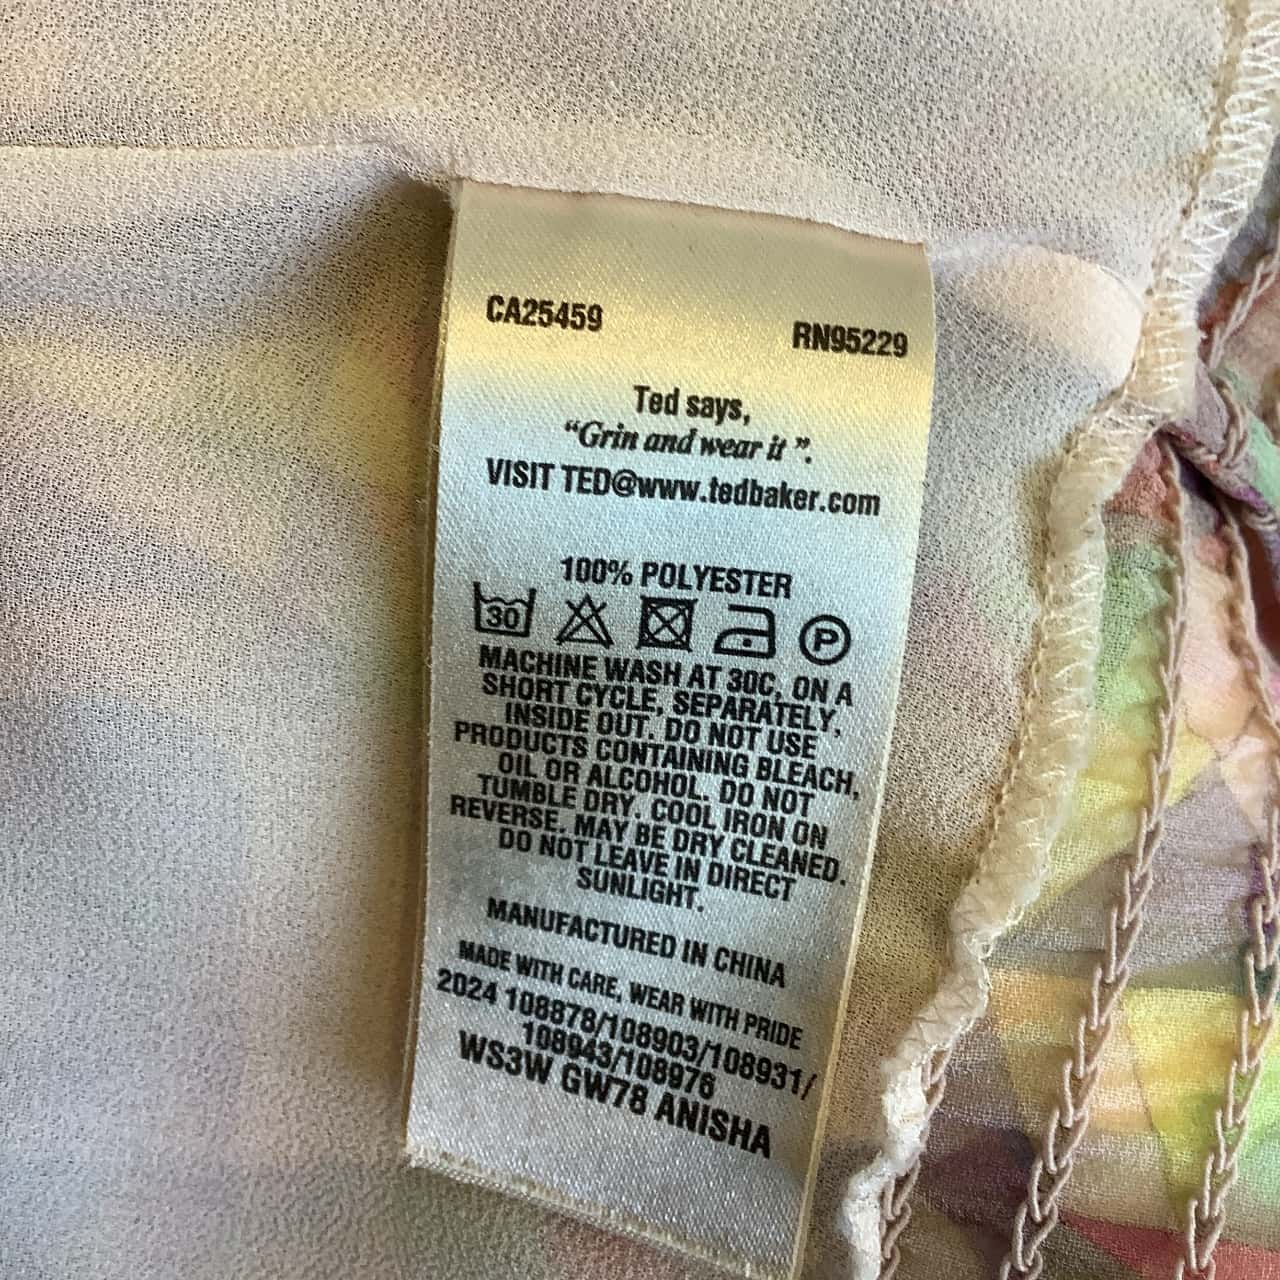 CA25459 RN95229
Ted says,
“Grin and wear it”.
VISIT TED@www.tedbaker.com
100% POLYESTER
30 P
MACHINE WASH AT 30C, ON A
SHORT CYCLE, SEPARATELY,
INSIDE OUT. DO NOT USE
PRODUCTS CONTAINING BLEACH,
OIL OR ALCOHOL. DO NOT
TUMBLE DRY. COOL IRON ON
REVERSE. MAY BE DRY CLEANED.
DO NOT LEAVE IN DIRECT
SUNLIGHT.
MANUFACTURED IN CHINA
MADE WITH CARE, WEAR WITH PRIDE
2024 108878/108903/108931/
108943/108976
WS3W GW78 ANISHA